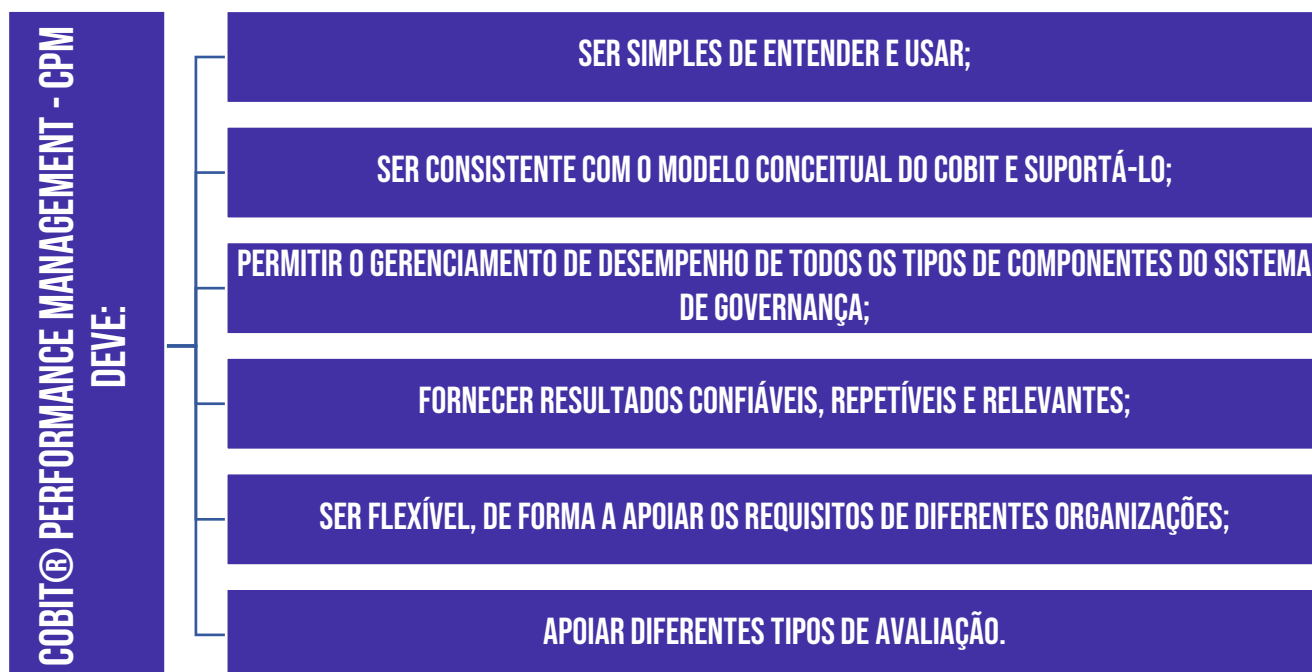 COBIT® PERFORMANCE MANAGEMENT - CPM
DEVE:
SER SIMPLES DE ENTENDER E USAR;
SER CONSISTENTE COM O MODELO CONCEITUAL DO COBIT E SUPORTÁ-LO;
PERMITIR O GERENCIAMENTO DE DESEMPENHO DE TODOS OS TIPOS DE COMPONENTES DO SISTEMA
DE GOVERNANÇA;
FORNECER RESULTADOS CONFIÁVEIS, REPETÍVEIS E RELEVANTES;
SER FLEXÍVEL, DE FORMA A APOIAR OS REQUISITOS DE DIFERENTES ORGANIZAÇÕES;
APOIAR DIFERENTES TIPOS DE AVALIAÇÃO.